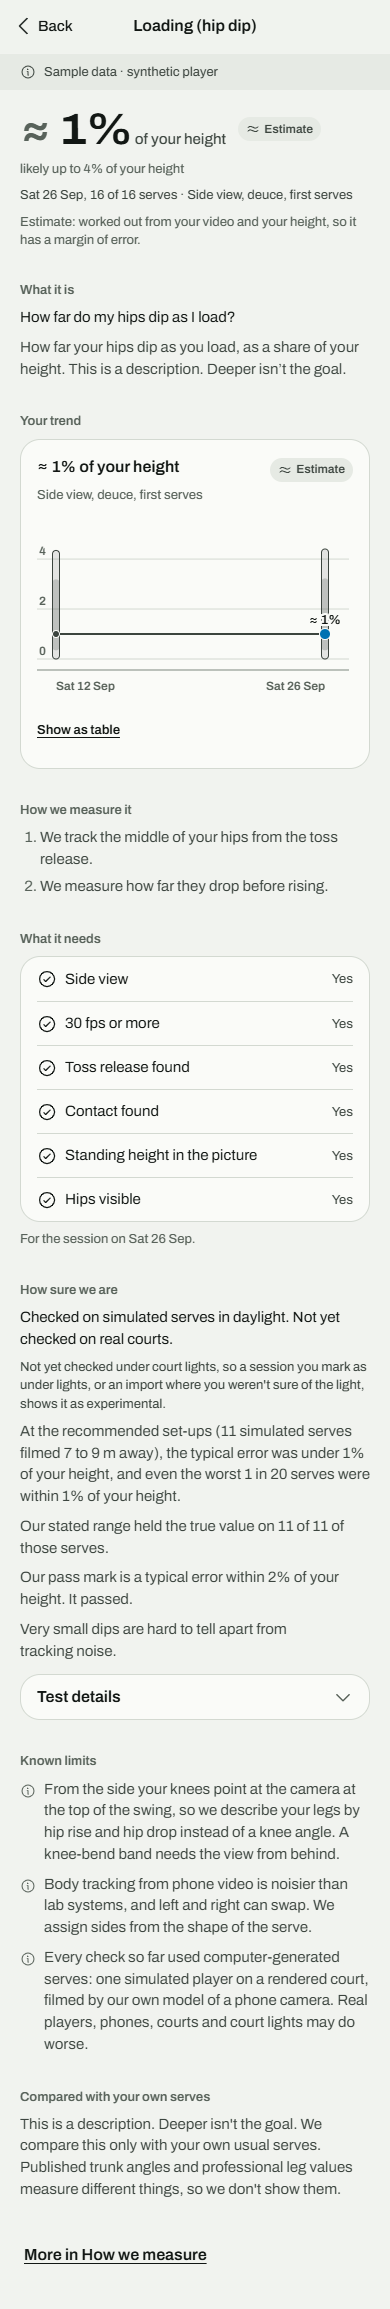 Back
Loading (hip dip)
Sample data · synthetic player
≈ 1% of your height
≈ Estimate
likely up to 4% of your height
Sat 26 Sep, 16 of 16 serves · Side view, deuce, first serves
Estimate: worked out from your video and your height, so it
has a margin of error.
What it is
How far do my hips dip as I load?
How far your hips dip as you load, as a share of your
height. This is a description. Deeper isn’t the goal.
Your trend
≈ 1% of your height
≈ Estimate
Side view, deuce, first serves
4
2
≈ 1%
0
Sat 12 Sep
Sat 26 Sep
Show as table
How we measure it
1. We track the middle of your hips from the toss
release.
2. We measure how far they drop before rising.
What it needs
Side view Yes
30 fps or more Yes
Toss release found Yes
Contact found Yes
Standing height in the picture Yes
Hips visible Yes
For the session on Sat 26 Sep.
How sure we are
Checked on simulated serves in daylight. Not yet
checked on real courts.
Not yet checked under court lights, so a session you mark as
under lights, or an import where you weren't sure of the light,
shows it as experimental.
At the recommended set-ups (11 simulated serves
filmed 7 to 9 m away), the typical error was under 1%
of your height, and even the worst 1 in 20 serves were
within 1% of your height.
Our stated range held the true value on 11 of 11 of
those serves.
Our pass mark is a typical error within 2% of your
height. It passed.
Very small dips are hard to tell apart from
tracking noise.
Test details
Known limits
From the side your knees point at the camera at
the top of the swing, so we describe your legs by
hip rise and hip drop instead of a knee angle. A
knee-bend band needs the view from behind.
Body tracking from phone video is noisier than
lab systems, and left and right can swap. We
assign sides from the shape of the serve.
Every check so far used computer-generated
serves: one simulated player on a rendered court,
filmed by our own model of a phone camera. Real
players, phones, courts and court lights may do
worse.
Compared with your own serves
This is a description. Deeper isn't the goal. We
compare this only with your own usual serves.
Published trunk angles and professional leg values
measure different things, so we don't show them.
More in How we measure